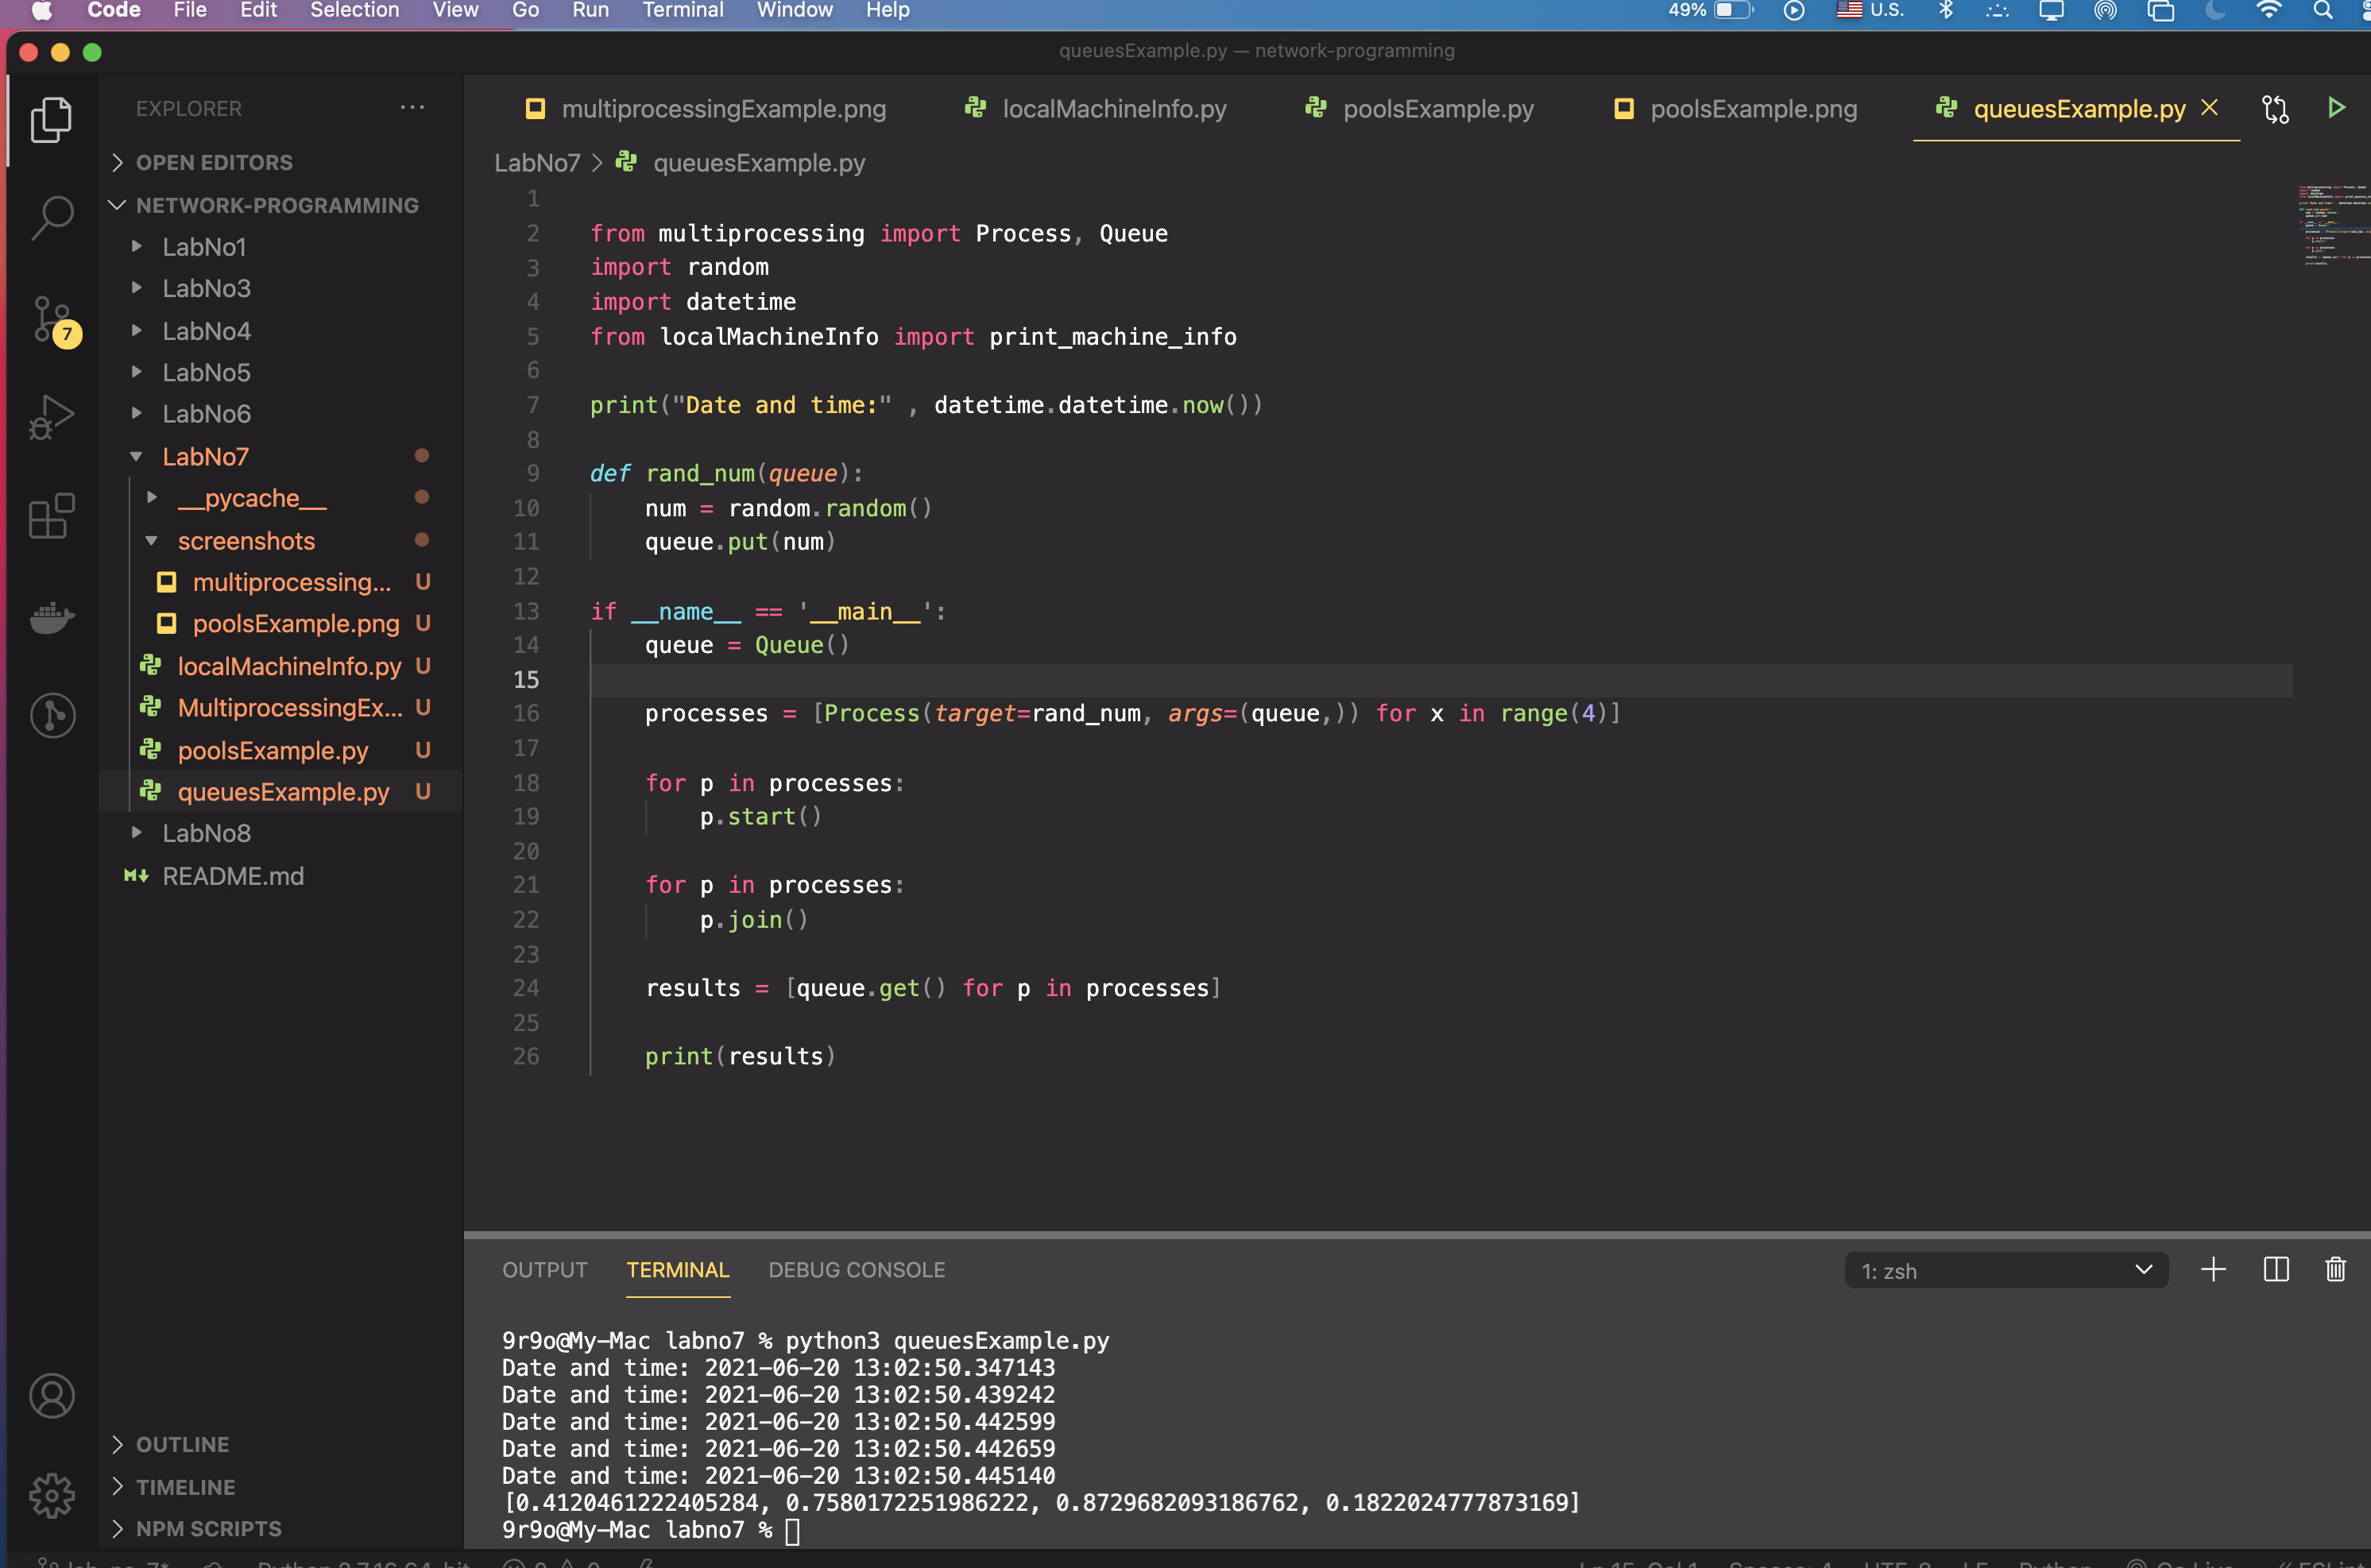 Code File Edit Selection View Go Run Terminal Window Help 49% U.S.
queuesExample.py — network-programming
EXPLORER ...
OPEN EDITORS
NETWORK-PROGRAMMING
LabNo1
LabNo3
LabNo4
LabNo5
LabNo6
LabNo7
__pycache__
screenshots
multiprocessing... U
poolsExample.png U
localMachineInfo.py U
MultiprocessingEx... U
poolsExample.py U
queuesExample.py U
LabNo8
README.md
7
OUTLINE
TIMELINE
NPM SCRIPTS
multiprocessingExample.png localMachineInfo.py poolsExample.py poolsExample.png queuesExample.py
LabNo7 > queuesExample.py
1
2 from multiprocessing import Process, Queue
3 import random
4 import datetime
5 from localMachineInfo import print_machine_info
6
7 print("Date and time:" , datetime.datetime.now())
8
9 def rand_num(queue):
10 num = random.random()
11 queue.put(num)
12
13 if __name__ == '__main__':
14 queue = Queue()
15
16 processes = [Process(target=rand_num, args=(queue,)) for x in range(4)]
17
18 for p in processes:
19 p.start()
20
21 for p in processes:
22 p.join()
23
24 results = [queue.get() for p in processes]
25
26 print(results)
OUTPUT TERMINAL DEBUG CONSOLE 1: zsh
9r9o@My-Mac labno7 % python3 queuesExample.py
Date and time: 2021-06-20 13:02:50.347143
Date and time: 2021-06-20 13:02:50.439242
Date and time: 2021-06-20 13:02:50.442599
Date and time: 2021-06-20 13:02:50.442659
Date and time: 2021-06-20 13:02:50.445140
[0.4120461222405284, 0.7580172251986222, 0.8729682093186762, 0.1822024777873169]
9r9o@My-Mac labno7 %